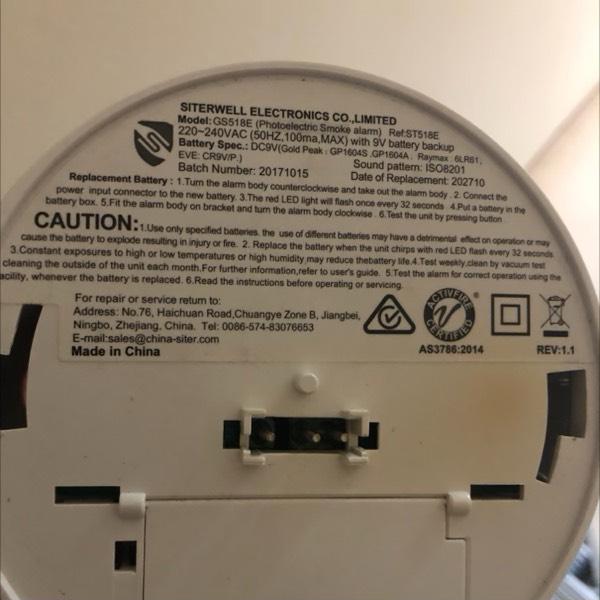 SITERWELL ELECTRONICS CO.,LIMITED
Model: GS518E (Photoelectric Smoke alarm) Ref:ST518E
220~240VAC (50HZ,100ma,MAX) with 9V battery backup
Battery Spec.: DC9V(Gold Peak : GP1604S ,GP1604A , Raymax : 6LR61,
EVE: CR9V/P.) Sound pattern: ISO8201
Batch Number: 20171015 Date of Replacement: 202710
Replacement Battery : 1.Turn the alarm body counterclockwise and take out the alarm body . 2. Connect the
power input connector to the new battery. 3.The red LED light will flash once every 32 seconds .4.Put a battery in the
battery box. 5.Fit the alarm body on bracket and turn the alarm body clockwise . 6.Test the unit by pressing button .
CAUTION: 1.Use only specified batteries. the use of different batteries may have a detrimental effect on operation or may
cause the battery to explode resulting in injury or fire. 2. Replace the battery when the unit chirps with red LED flash every 32 seconds
3.Constant exposures to high or low temperatures or high humidity may reduce thebattery life.4.Test weekly,clean by vacuum test
cleaning the outside of the unit each month.For further information,refer to user's guide. 5.Test the alarm for correct operation using the
facility, whenever the battery is replaced. 6.Read the instructions before operating or servicing.
For repair or service return to:
Address: No.76, Haichuan Road,Chuangye Zone B, Jiangbei,
Ningbo, Zhejiang, China. Tel: 0086-574-83076653
E-mail:sales@china-siter.com
Made in China
ACTIVFIRE
CERTIFIED
®
AS3786:2014 REV:1.1